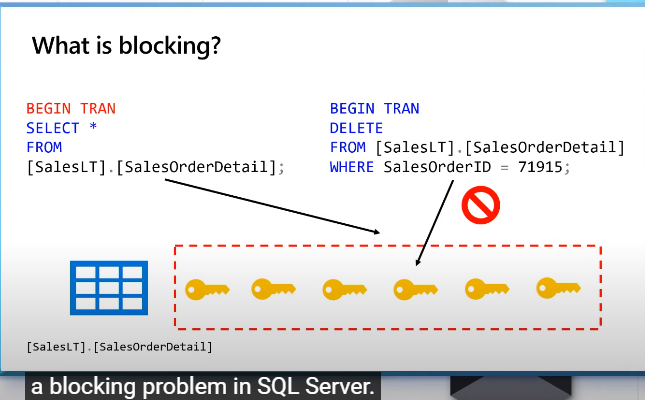 What is blocking?
BEGIN TRAN
SELECT *
FROM
[SalesLT].[SalesOrderDetail];
BEGIN TRAN
DELETE
FROM [SalesLT].[SalesOrderDetail]
WHERE SalesOrderID = 71915;
[SalesLT].[SalesOrderDetail]
a blocking problem in SQL Server.